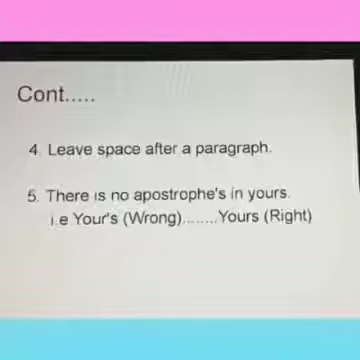 Cont.....
4. Leave space after a paragraph.
5. There is no apostrophe's in yours.
i.e Your's (Wrong)........Yours (Right)